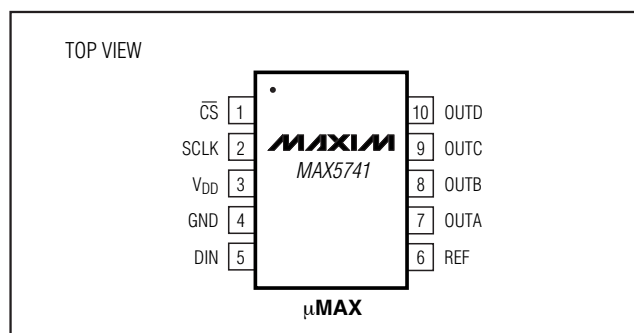 TOP VIEW
C̅S̅ 1
SCLK 2
VDD 3
GND 4
DIN 5
MAXIM
MAX5741
10 OUTD
9 OUTC
8 OUTB
7 OUTA
6 REF
µMAX